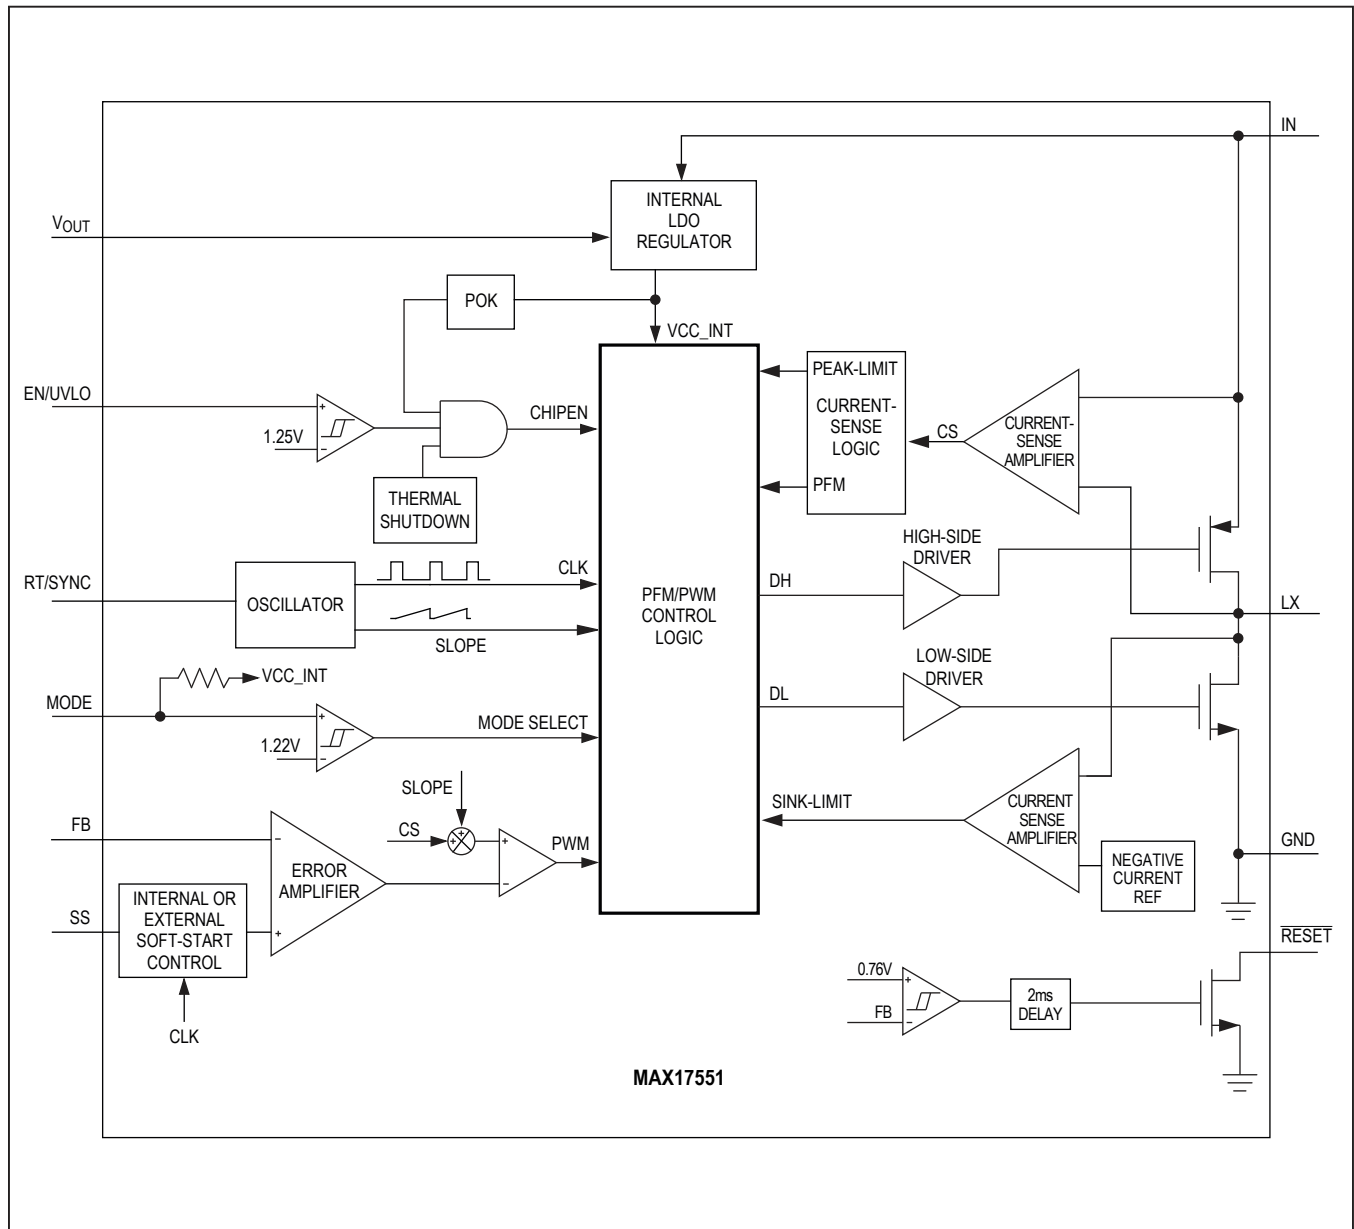 IN
INTERNAL
LDO
REGULATOR
VOUT
POK
VCC_INT
EN/UVLO
+
1.25V
−
CHIPEN
THERMAL
SHUTDOWN
PEAK-LIMIT
CURRENT-
SENSE
LOGIC
PFM
CS
CURRENT-
SENSE
AMPLIFIER
HIGH-SIDE
DRIVER
RT/SYNC
OSCILLATOR
CLK
SLOPE
PFM/PWM
CONTROL
LOGIC
DH
LX
VCC_INT
MODE
+
1.22V
−
MODE SELECT
LOW-SIDE
DRIVER
DL
SLOPE
CS
+
+
+
−
PWM
SINK-LIMIT
CURRENT
SENSE
AMPLIFIER
NEGATIVE
CURRENT
REF
GND
FB
−
ERROR
AMPLIFIER
+
SS
INTERNAL OR
EXTERNAL
SOFT-START
CONTROL
CLK
RESET
0.76V
+
FB
−
2ms
DELAY
MAX17551